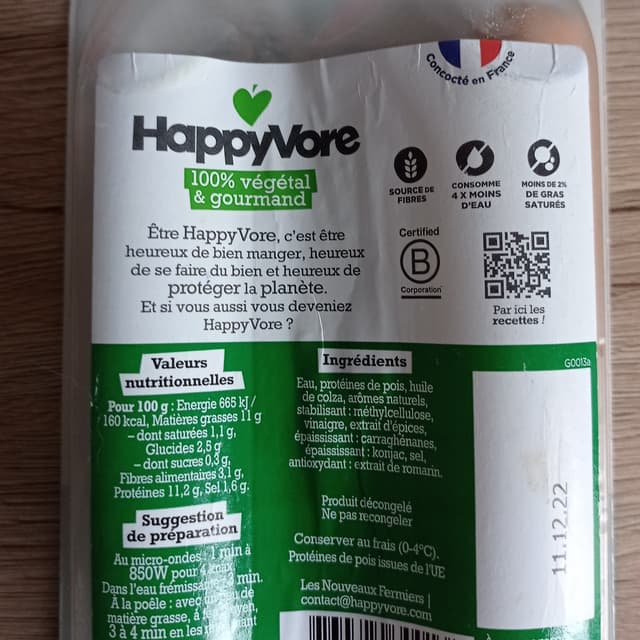 Concocté en France
HappyVore
100% végétal
& gourmand
Être HappyVore, c'est être
heureux de bien manger, heureux
de se faire du bien et heureux de
protéger la planète.
Et si vous aussi vous deveniez
HappyVore ?
SOURCE DE
FIBRES
CONSOMME
4 X MOINS
D'EAU
MOINS DE 2%
DE GRAS
SATURÉS
Certified
B
Corporation
Par ici les
recettes !
Valeurs
nutritionnelles
Pour 100 g : Energie 665 kJ /
160 kcal, Matières grasses 11 g
– dont saturées 1,1 g,
Glucides 2,5 g
– dont sucres 0,3 g,
Fibres alimentaires 3,1 g,
Protéines 11,2 g, Sel 1,6 g.
Suggestion
de préparation
Au micro-ondes : 1 min à
850W pour 4
Dans l'eau frémiss min.
À la poêle : avec de
matière grasse, à
3 à 4 min en les nt
Ingrédients
Eau, protéines de pois, huile
de colza, arômes naturels,
stabilisant : méthylcellulose,
vinaigre, extrait d'épices,
épaississant : carraghénanes,
épaississant : konjac, sel,
antioxydant : extrait de romarin.
Produit décongelé
Ne pas recongeler
Conserver au frais (0-4°C).
Protéines de pois issues de l'UE
Les Nouveaux Fermiers |
contact@happyvore.com
G0013a
11.12.22